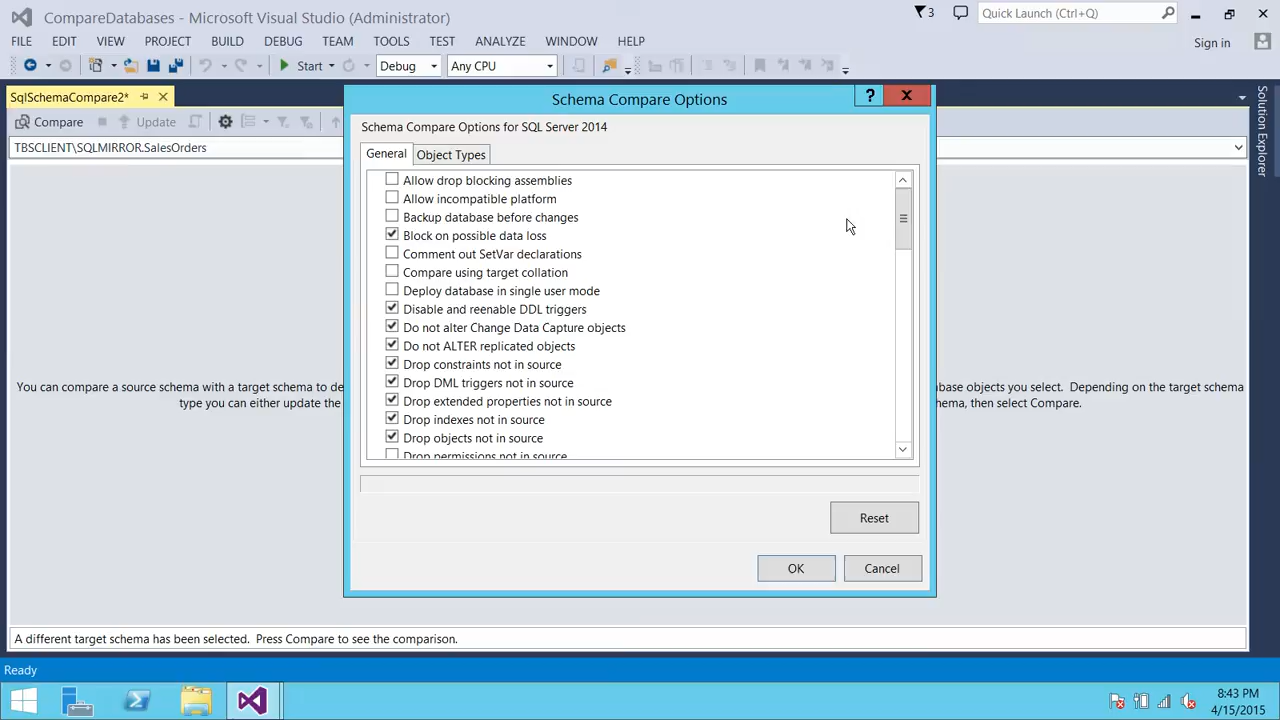 CompareDatabases - Microsoft Visual Studio (Administrator)
3
Quick Launch (Ctrl+Q)
FILE EDIT VIEW PROJECT BUILD DEBUG TEAM TOOLS TEST ANALYZE WINDOW HELP
Sign in
Start Debug Any CPU
SqlSchemaCompare2*
Compare Update
TBSCLIENT\SQLMIRROR.SalesOrders
Solution Explorer
You can compare a source schema with a target schema to de
base objects you select. Depending on the target schema
type you can either update the
hema, then select Compare.
Schema Compare Options
?
Schema Compare Options for SQL Server 2014
General Object Types
Allow drop blocking assemblies
Allow incompatible platform
Backup database before changes
Block on possible data loss
Comment out SetVar declarations
Compare using target collation
Deploy database in single user mode
Disable and reenable DDL triggers
Do not alter Change Data Capture objects
Do not ALTER replicated objects
Drop constraints not in source
Drop DML triggers not in source
Drop extended properties not in source
Drop indexes not in source
Drop objects not in source
Drop permissions not in source
Reset
OK Cancel
A different target schema has been selected. Press Compare to see the comparison.
Ready
8:43 PM
4/15/2015